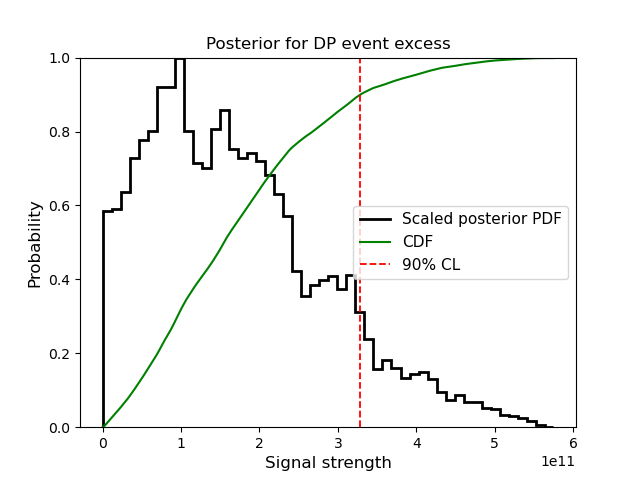 Posterior for DP event excess
1.0
0.8
0.6
0.4
0.2
0.0
Probability
Scaled posterior PDF
CDF
90% CL
0 1 2 3 4 5 6
1e11
Signal strength